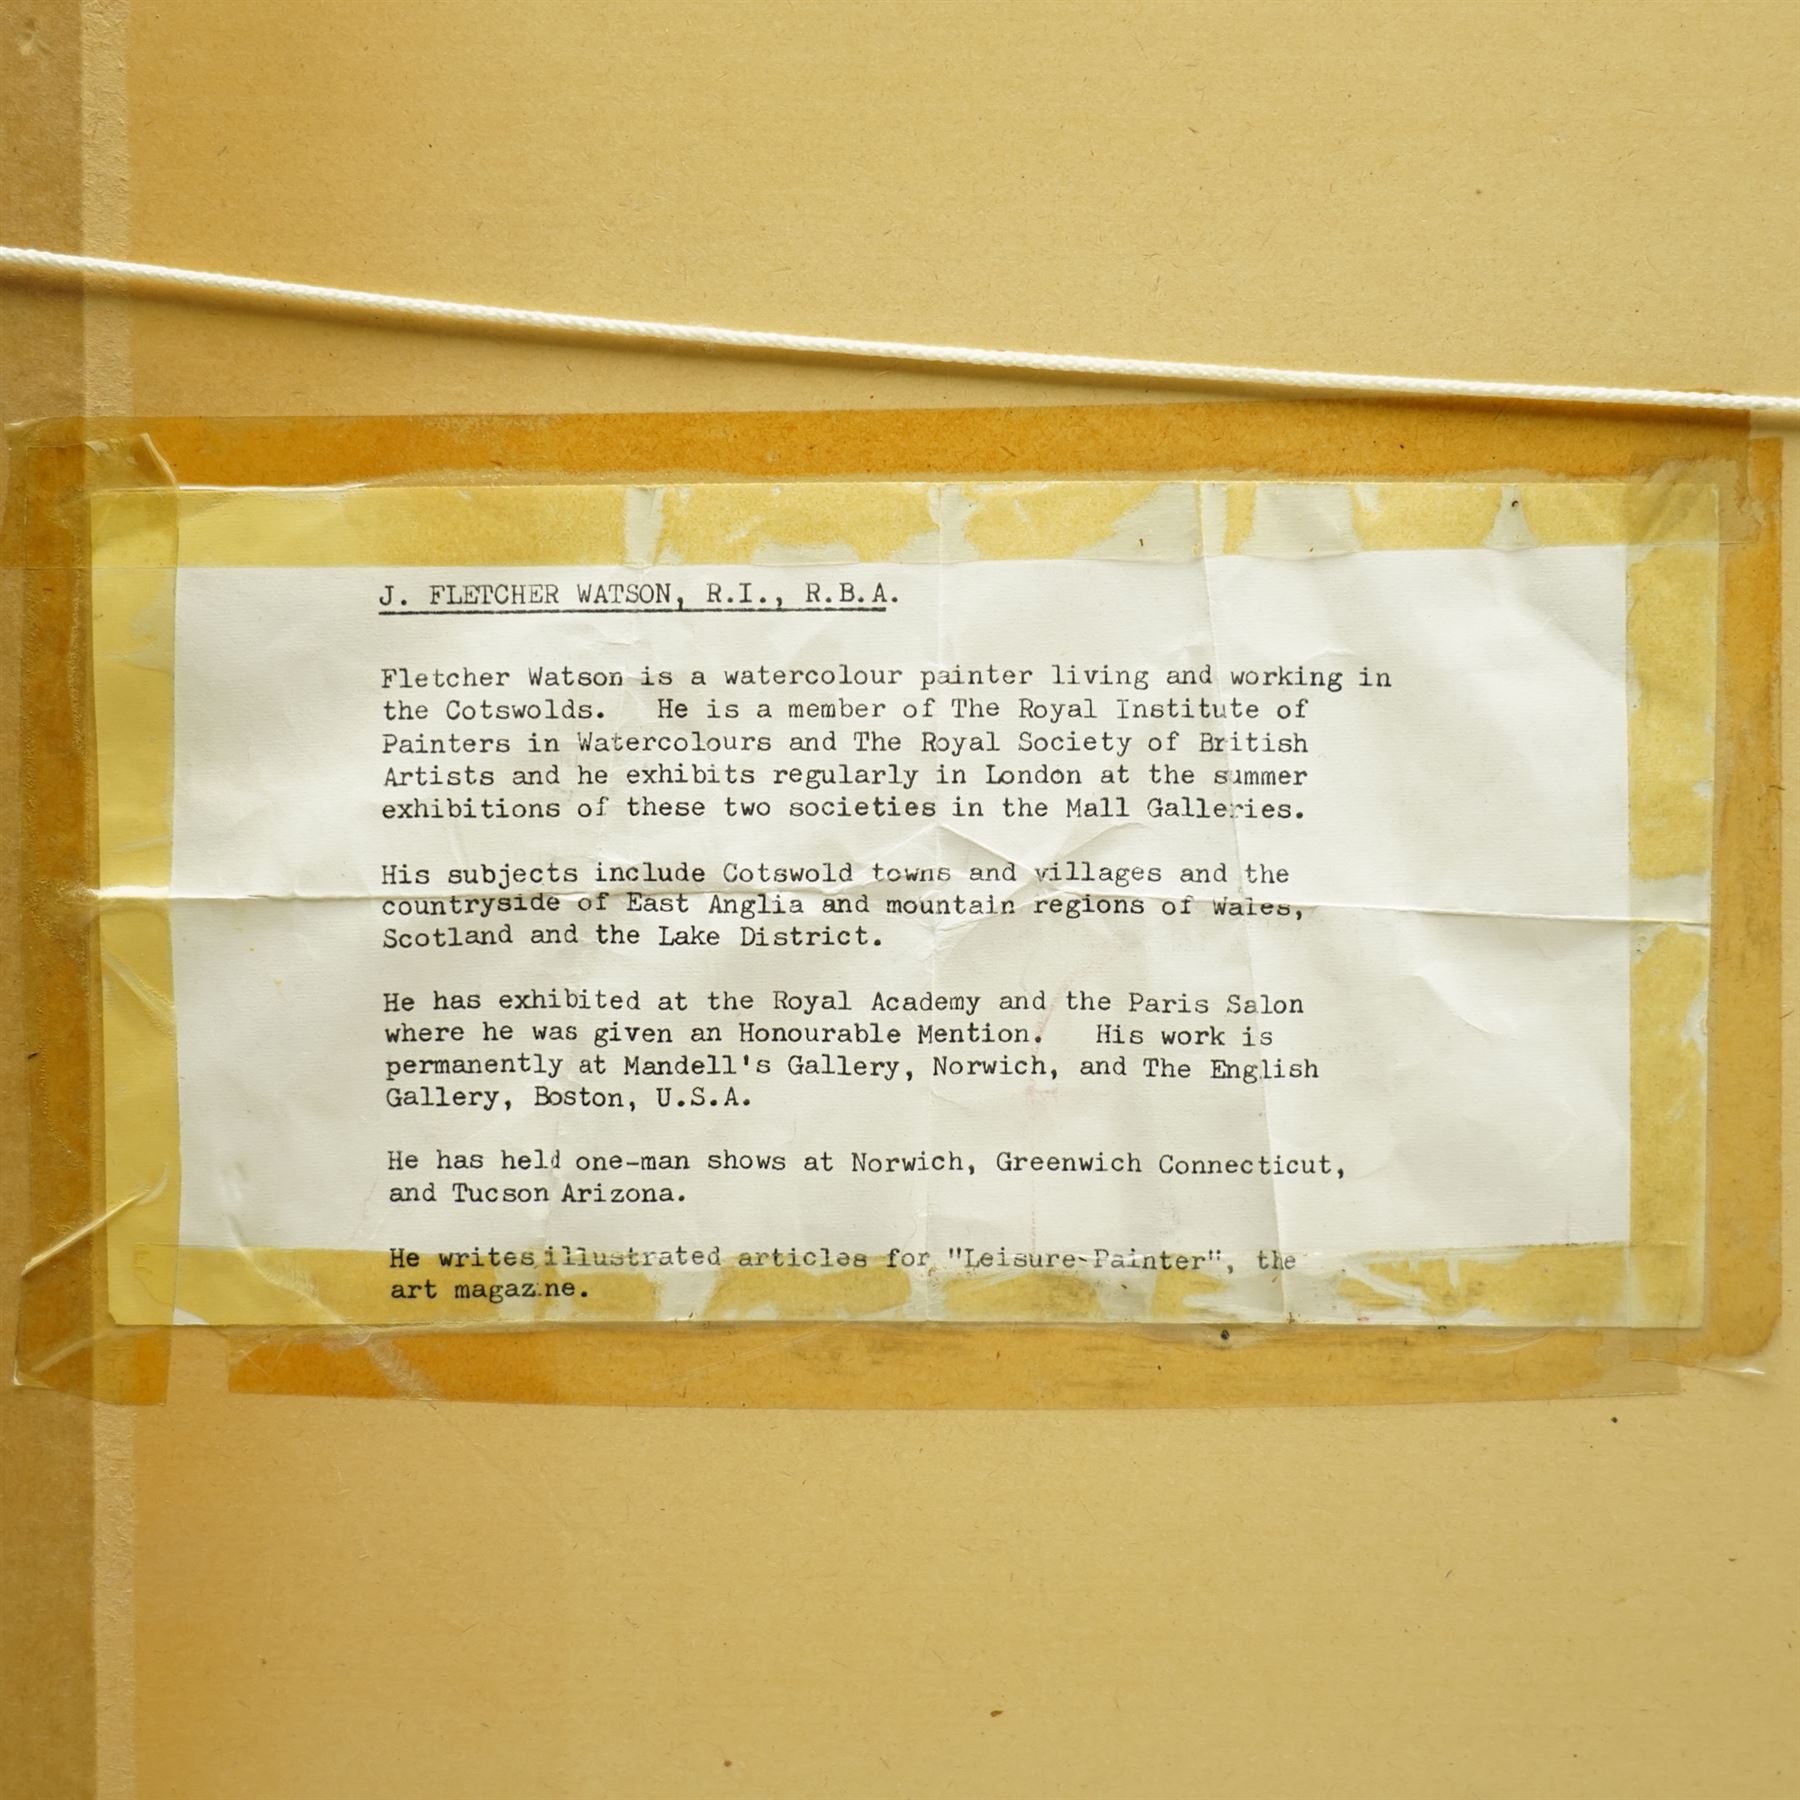 J. FLETCHER WATSON, R.I., R.B.A.
Fletcher Watson is a watercolour painter living and working in
the Cotswolds. He is a member of The Royal Institute of
Painters in Watercolours and The Royal Society of British
Artists and he exhibits regularly in London at the summer
exhibitions of these two societies in the Mall Galleries.
His subjects include Cotswold towns and villages and the
countryside of East Anglia and mountain regions of Wales,
Scotland and the Lake District.
He has exhibited at the Royal Academy and the Paris Salon
where he was given an Honourable Mention. His work is
permanently at Mandell's Gallery, Norwich, and The English
Gallery, Boston, U.S.A.
He has held one-man shows at Norwich, Greenwich Connecticut,
and Tucson Arizona.
He writes illustrated articles for "Leisure-Painter", the
art magazine.